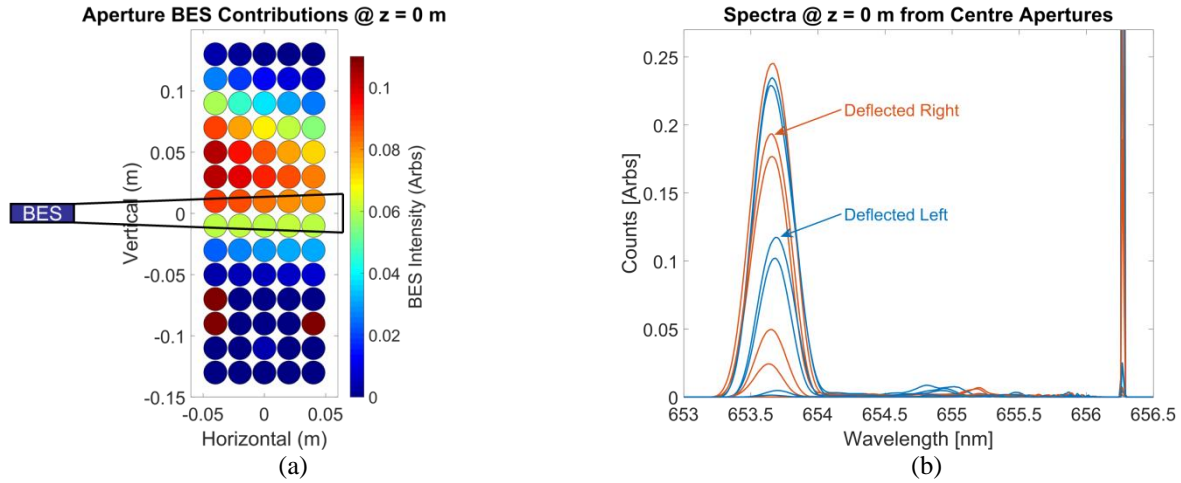 Aperture BES Contributions @ z = 0 m
0.1
0.05
0
-0.05
-0.1
-0.15
Vertical (m)
BES
-0.05
0
0.05
Horizontal (m)
0.1
0.08
0.06
0.04
0.02
0
BES Intensity (Arbs)
(a)
Spectra @ z = 0 m from Centre Apertures
0.25
0.2
0.15
0.1
0.05
0
Counts [Arbs]
Deflected Right
Deflected Left
653
653.5
654
654.5
655
655.5
656
656.5
Wavelength [nm]
(b)